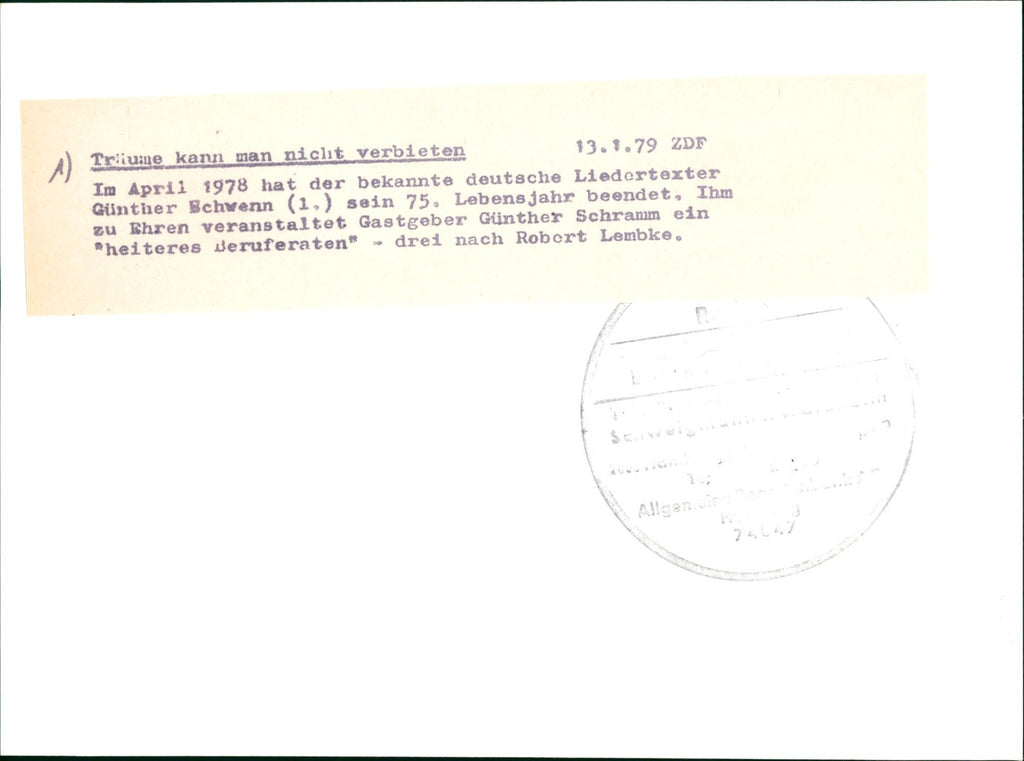 1) Träume kann man nicht verbieten 13.1.79 ZDF
Im April 1978 hat der bekannte deutsche Liedertexter
Günther Schwenn (l.) sein 75. Lebensjahr beendet. Ihm
zu Ehren veranstaltet Gastgeber Günther Schramm ein
"heiteres Beruferaten" - drei nach Robert Lembke.
Allgemeine